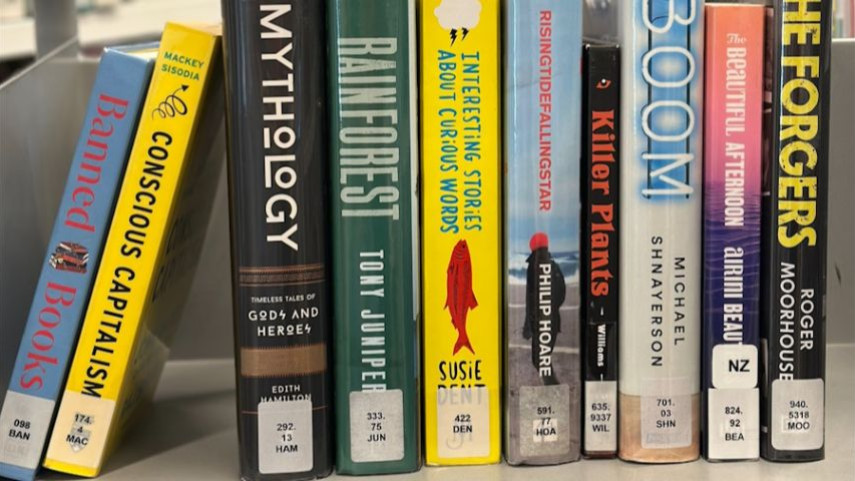 Banned Books
098
BAN
MACKEY
SISODIA
CONSCIOUS CAPITALISM
174.
4
MAC
MYTHOLOGY
TIMELESS TALES OF
GODS AND
HEROES
EDITH
HAMILTON
292.
13
HAM
RAINFOREST
TONY JUNIPER
333.
75
JUN
INTERESTING STORIES
ABOUT CURIOUS WORDS
SUSIE
DENT
422
DEN
RISINGTIDEFALLINGSTAR
PHILIP HOARE
591.
77
HOA
Killer Plants
Williams
635.
9337
WIL
BOOM
MICHAEL
SHNAYERSON
701.
03
SHN
The
BEAUTIFUL AFTERNOON
AIRINI BEAU
NZ
824.
92
BEA
THE FORGERS
ROGER
MOORHOUSE
940.
5318
MOO